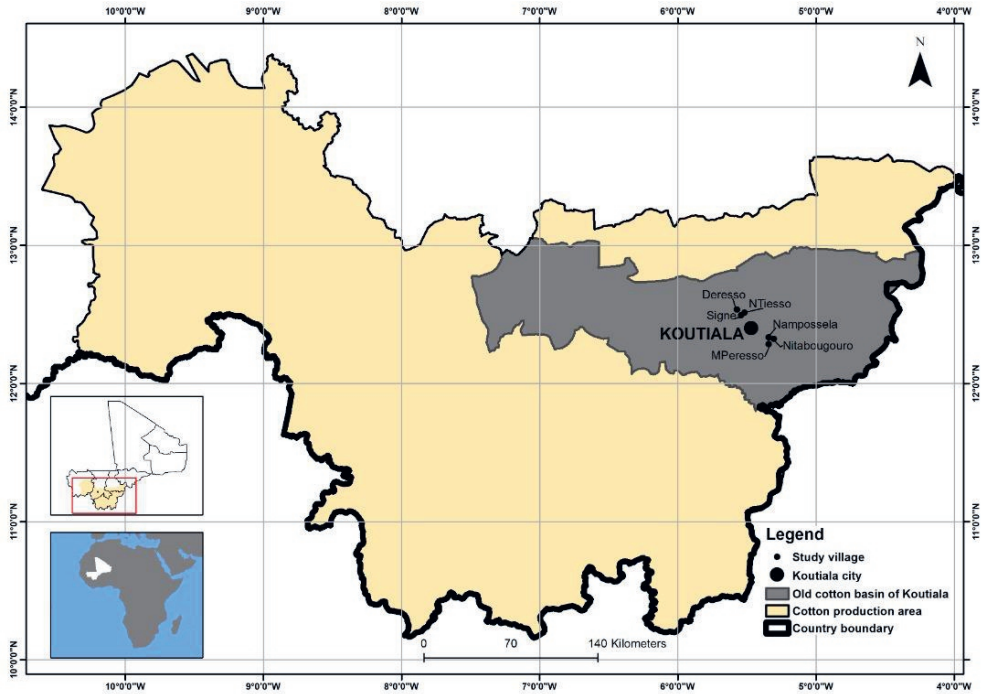 10°0'0"W 9°0'0"W 8°0'0"W 7°0'0"W 6°0'0"W 5°0'0"W 4°0'0"W
N
14°0'0"N 14°0'0"N
13°0'0"N 13°0'0"N
Deresso
NTiesso
Signe
KOUTIALA
Nampossela
Nitabougouro
MPeresso
12°0'0"N 12°0'0"N
11°0'0"N 11°0'0"N
Legend
Study village
Koutiala city
Old cotton basin of Koutiala
Cotton production area
Country boundary
0 70 140 Kilometers
10°0'0"N 10°0'0"N
10°0'0"W 9°0'0"W 8°0'0"W 7°0'0"W 6°0'0"W 5°0'0"W 4°0'0"W